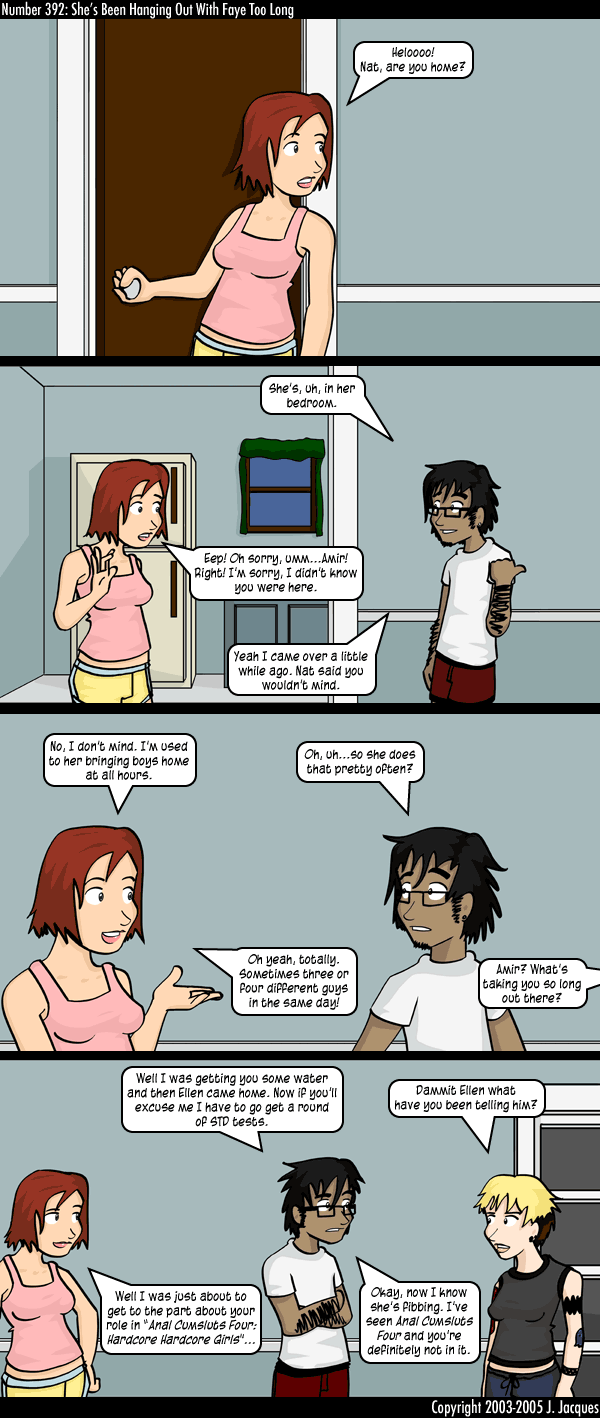 Number 392: She's Been Hanging Out With Faye Too Long
Heloooo!
Nat, are you home?
She's, uh, in her
bedroom.
Eep! Oh sorry, umm...Amir!
Right! I'm sorry, I didn't know
you were here.
Yeah I came over a little
while ago. Nat said you
wouldn't mind.
No, I don't mind. I'm used
to her bringing boys home
at all hours.
Oh, uh...so she does
that pretty often?
Oh yeah, totally.
Sometimes three or
four different guys
in the same day!
Amir? What's
taking you so long
out there?
Well I was getting you some water
and then Ellen came home. Now if you'll
excuse me I have to go get a round
of STD tests.
Dammit Ellen what
have you been telling him?
Well I was just about to
get to the part about your
role in "Anal Cumsluts Four:
Hardcore Hardcore Girls"...
Okay, now I know
she's fibbing. I've
seen Anal Cumsluts
Four and you're
definitely not in it.
Copyright 2003-2005 J. Jacques